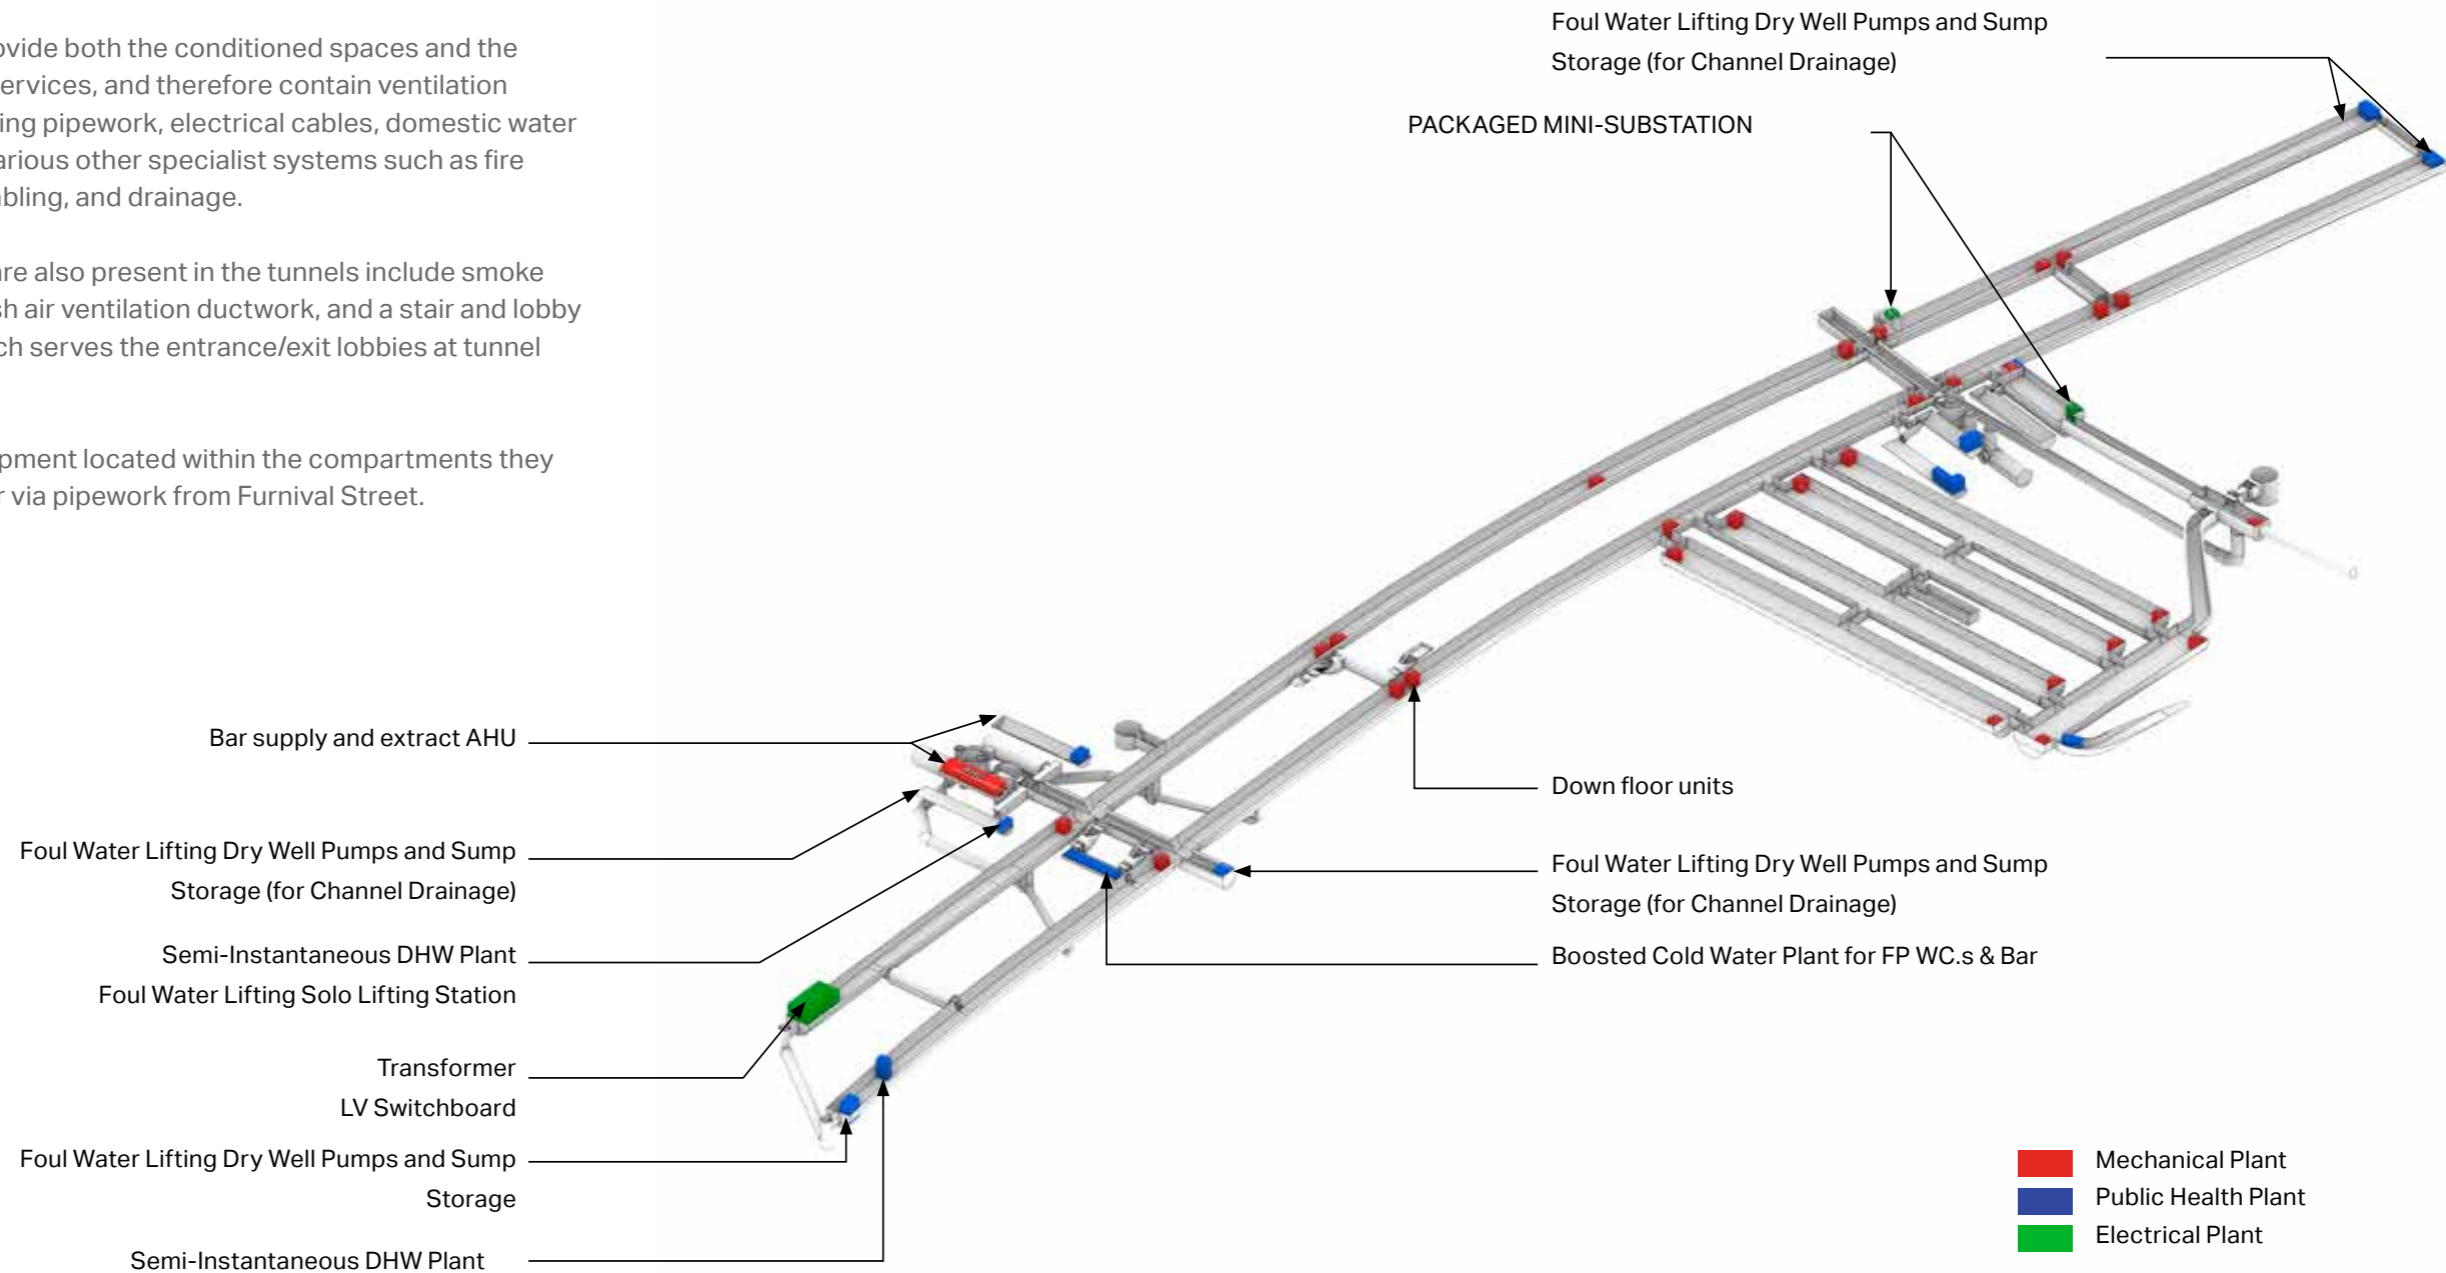 ovide both the conditioned spaces and the
ervices, and therefore contain ventilation
ing pipework, electrical cables, domestic water
arious other specialist systems such as fire
bling, and drainage.
are also present in the tunnels include smoke
sh air ventilation ductwork, and a stair and lobby
ch serves the entrance/exit lobbies at tunnel
pment located within the compartments they
r via pipework from Furnival Street.
Foul Water Lifting Dry Well Pumps and Sump
Storage (for Channel Drainage)
PACKAGED MINI-SUBSTATION
Bar supply and extract AHU
Foul Water Lifting Dry Well Pumps and Sump
Storage (for Channel Drainage)
Semi-Instantaneous DHW Plant
Foul Water Lifting Solo Lifting Station
Transformer
LV Switchboard
Foul Water Lifting Dry Well Pumps and Sump
Storage
Semi-Instantaneous DHW Plant
Down floor units
Foul Water Lifting Dry Well Pumps and Sump
Storage (for Channel Drainage)
Boosted Cold Water Plant for FP WC.s & Bar
Mechanical Plant
Public Health Plant
Electrical Plant